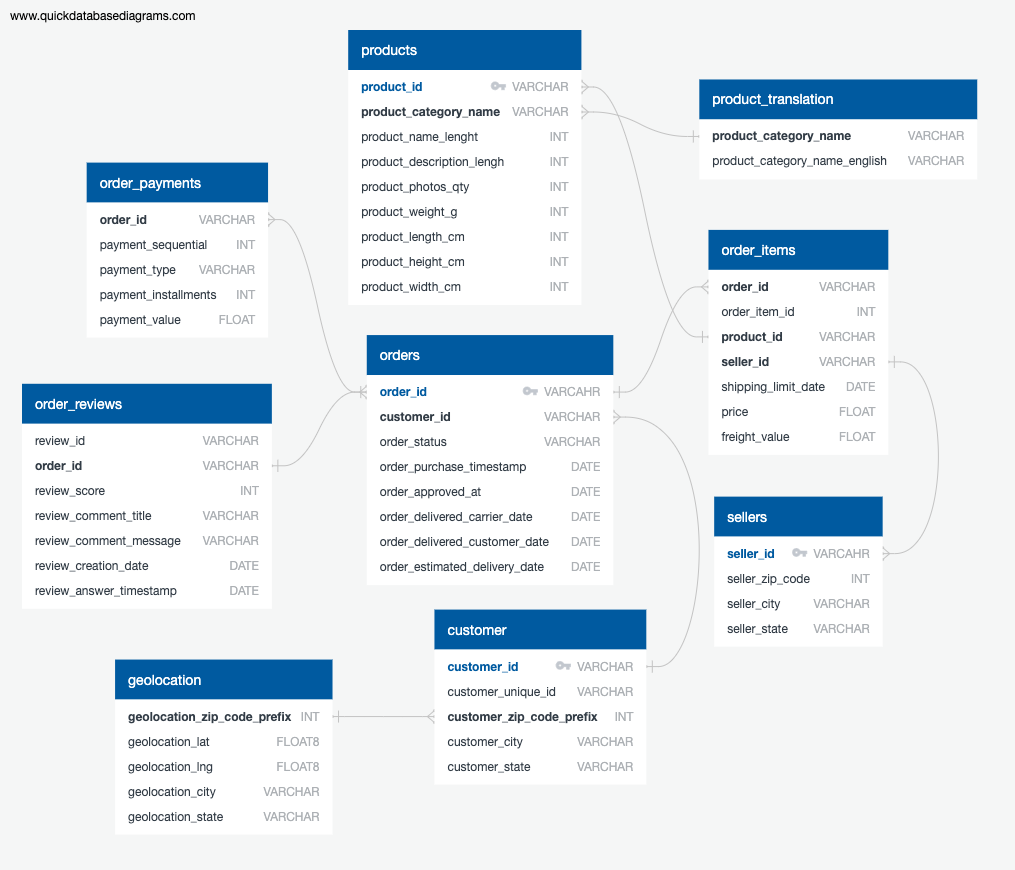 www.quickdatabasediagrams.com
products
product_id VARCHAR
product_category_name VARCHAR
product_name_lenght INT
product_description_lengh INT
product_photos_qty INT
product_weight_g INT
product_length_cm INT
product_height_cm INT
product_width_cm INT
product_translation
product_category_name VARCHAR
product_category_name_english VARCHAR
order_payments
order_id VARCHAR
payment_sequential INT
payment_type VARCHAR
payment_installments INT
payment_value FLOAT
order_items
order_id VARCHAR
order_item_id INT
product_id VARCHAR
seller_id VARCHAR
shipping_limit_date DATE
price FLOAT
freight_value FLOAT
orders
order_id VARCAHR
customer_id VARCHAR
order_status VARCHAR
order_purchase_timestamp DATE
order_approved_at DATE
order_delivered_carrier_date DATE
order_delivered_customer_date DATE
order_estimated_delivery_date DATE
order_reviews
review_id VARCHAR
order_id VARCHAR
review_score INT
review_comment_title VARCHAR
review_comment_message VARCHAR
review_creation_date DATE
review_answer_timestamp DATE
sellers
seller_id VARCAHR
seller_zip_code INT
seller_city VARCHAR
seller_state VARCHAR
customer
customer_id VARCHAR
customer_unique_id VARCHAR
customer_zip_code_prefix INT
customer_city VARCHAR
customer_state VARCHAR
geolocation
geolocation_zip_code_prefix INT
geolocation_lat FLOAT8
geolocation_lng FLOAT8
geolocation_city VARCHAR
geolocation_state VARCHAR